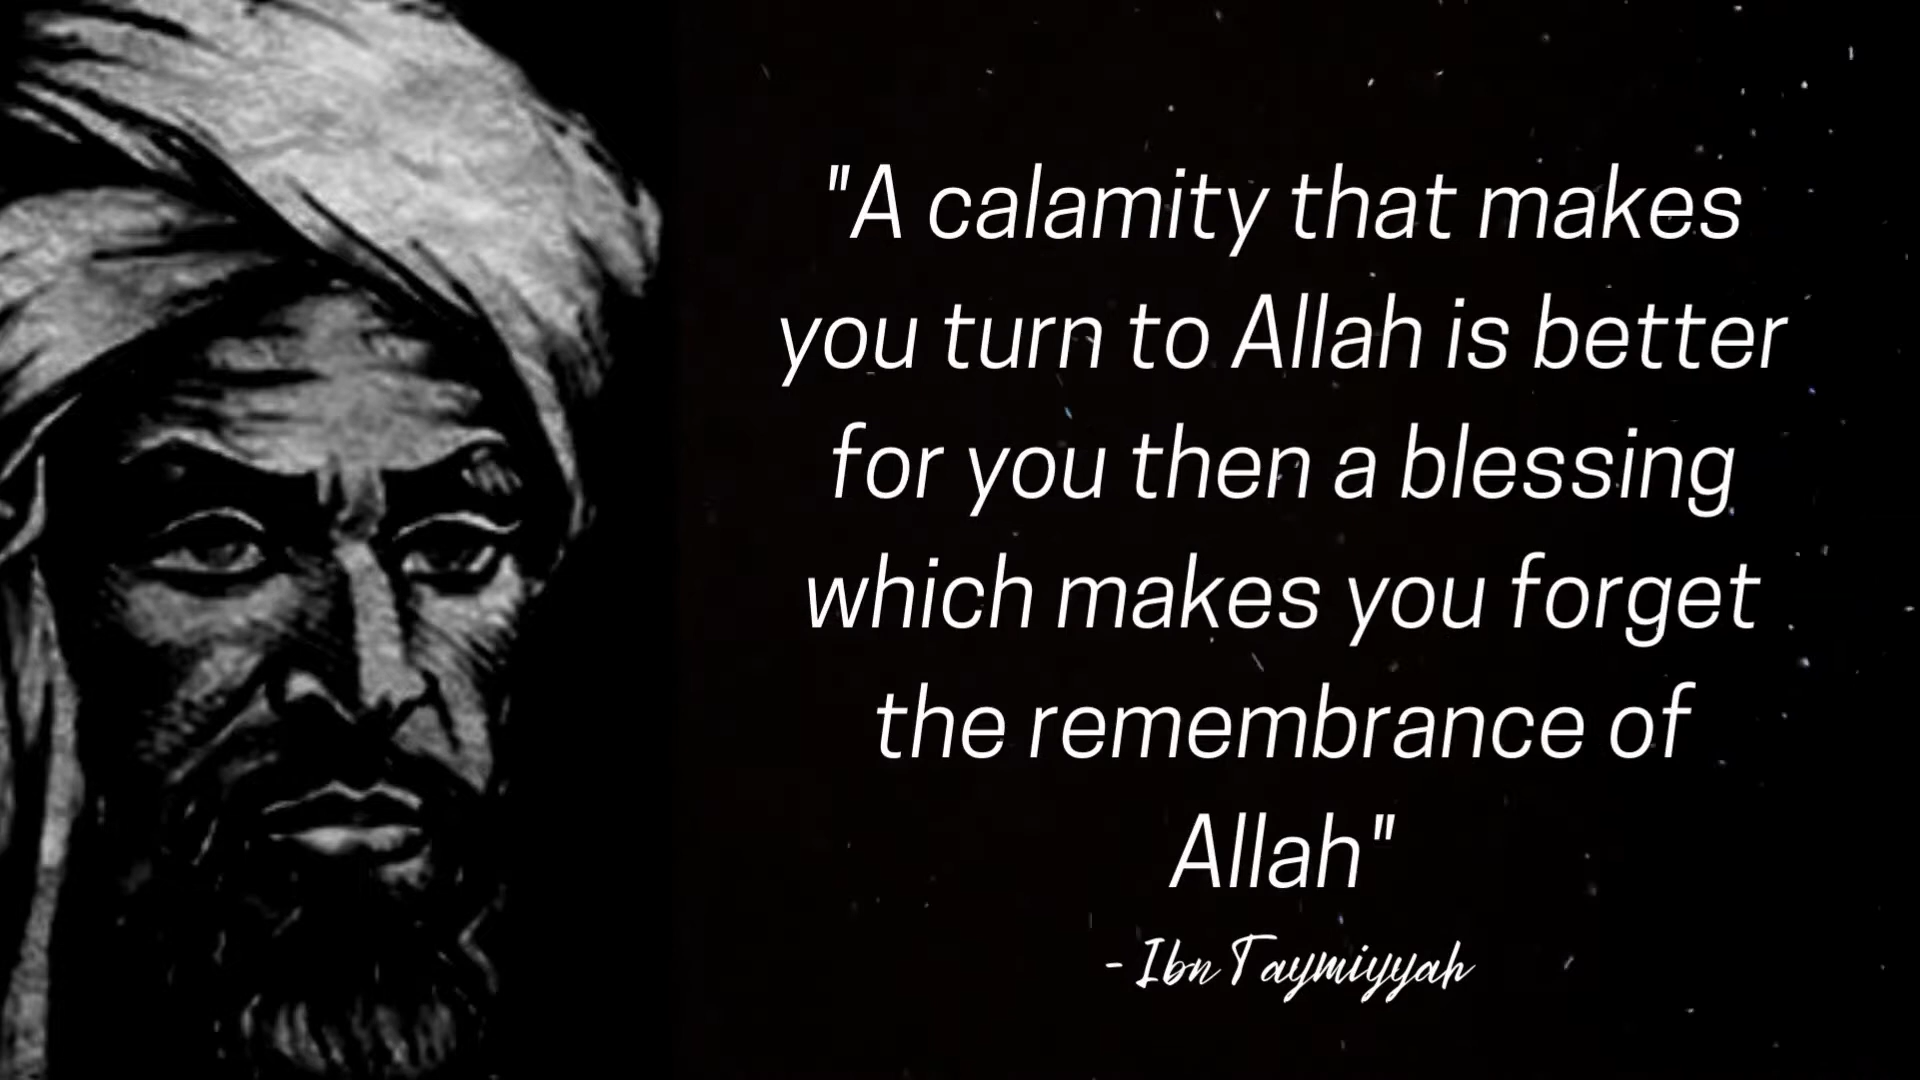 "A calamity that makes
you turn to Allah is better
for you then a blessing
which makes you forget
the remembrance of
Allah"
- Ibn Taymiyyah